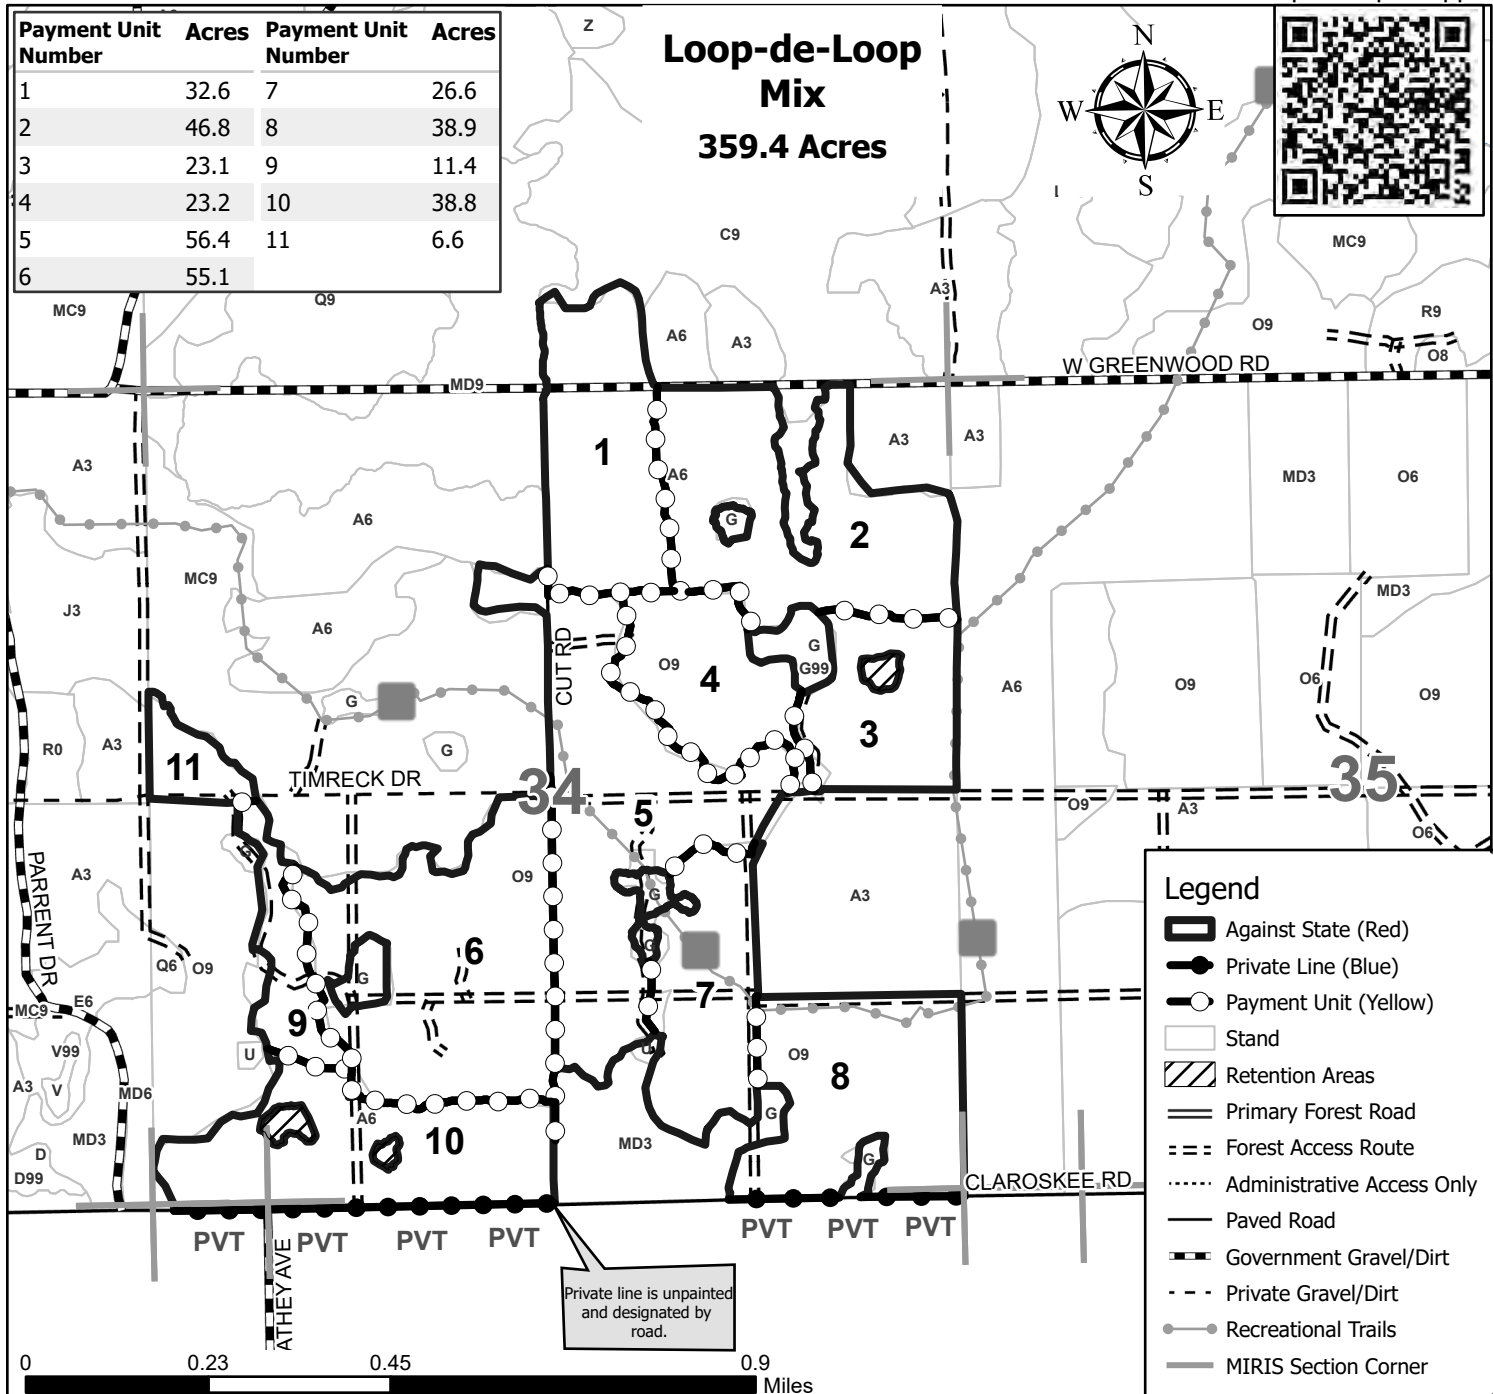 Payment Unit Number Acres Payment Unit Number Acres
1 32.6 7 26.6
2 46.8 8 38.9
3 23.1 9 11.4
4 23.2 10 38.8
5 56.4 11 6.6
6 55.1
Loop-de-Loop
Mix
359.4 Acres
N
W E
S
Z
C9
MC9
A3
MC9
Q9
A6
A3
O9
R9
O8
W GREENWOOD RD
MD9
A3
1
A6
A3
A3
MD3
O6
A6
G
2
MC9
J3
A6
MD3
CUT RD
O9
4
G
G99
3
A6
O9
O6
O9
R0
A3
G
G
11
TIMRECK DR
34
35
5
O9
A3
O6
A3
PARRENT DR
O9
G
A3
Q6
O9
6
G
G
7
E6
MC9
9
V99
U
O9
8
A3
V
MD6
G
A6
10
MD3
MD3
D
D99
G
CLAROSKEE RD
PVT PVT PVT PVT PVT PVT PVT
ATHEY AVE
Private line is unpainted
and designated by
road.
0 0.23 0.45 0.9
Miles
Legend
Against State (Red)
Private Line (Blue)
Payment Unit (Yellow)
Stand
Retention Areas
Primary Forest Road
Forest Access Route
Administrative Access Only
Paved Road
Government Gravel/Dirt
Private Gravel/Dirt
Recreational Trails
MIRIS Section Corner